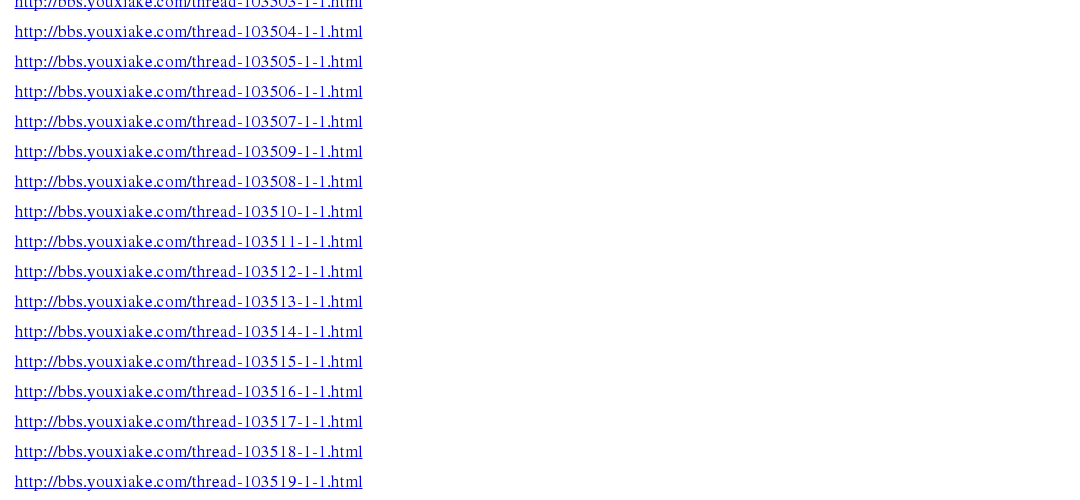 http://bbs.youxiake.com/thread-103503-1-1.html
http://bbs.youxiake.com/thread-103504-1-1.html
http://bbs.youxiake.com/thread-103505-1-1.html
http://bbs.youxiake.com/thread-103506-1-1.html
http://bbs.youxiake.com/thread-103507-1-1.html
http://bbs.youxiake.com/thread-103509-1-1.html
http://bbs.youxiake.com/thread-103508-1-1.html
http://bbs.youxiake.com/thread-103510-1-1.html
http://bbs.youxiake.com/thread-103511-1-1.html
http://bbs.youxiake.com/thread-103512-1-1.html
http://bbs.youxiake.com/thread-103513-1-1.html
http://bbs.youxiake.com/thread-103514-1-1.html
http://bbs.youxiake.com/thread-103515-1-1.html
http://bbs.youxiake.com/thread-103516-1-1.html
http://bbs.youxiake.com/thread-103517-1-1.html
http://bbs.youxiake.com/thread-103518-1-1.html
http://bbs.youxiake.com/thread-103519-1-1.html